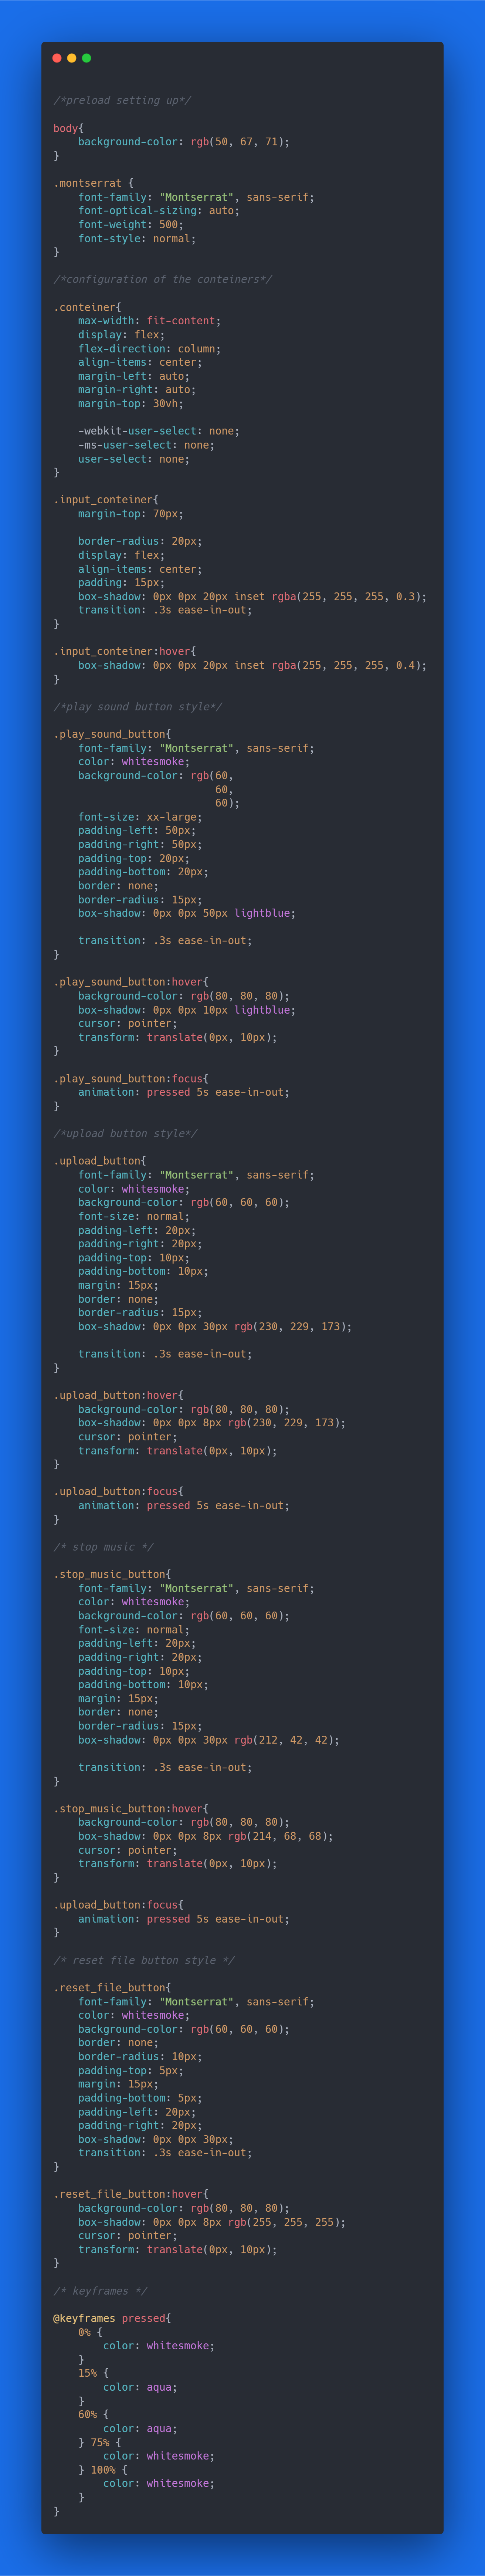 /*preload setting up*/

body{
    background-color: rgb(50, 67, 71);
}

.montserrat {
    font-family: "Montserrat", sans-serif;
    font-optical-sizing: auto;
    font-weight: 500;
    font-style: normal;
}

/*configuration of the conteiners*/

.conteiner{
    max-width: fit-content;
    display: flex;
    flex-direction: column;
    align-items: center;
    margin-left: auto;
    margin-right: auto;
    margin-top: 30vh;

    -webkit-user-select: none;
    -ms-user-select: none;
    user-select: none;
}

.input_conteiner{
    margin-top: 70px;

    border-radius: 20px;
    display: flex;
    align-items: center;
    padding: 15px;
    box-shadow: 0px 0px 20px inset rgba(255, 255, 255, 0.3);
    transition: .3s ease-in-out;
}

.input_conteiner:hover{
    box-shadow: 0px 0px 20px inset rgba(255, 255, 255, 0.4);
}

/*play sound button style*/

.play_sound_button{
    font-family: "Montserrat", sans-serif;
    color: whitesmoke;
    background-color: rgb(60,
                          60,
                          60);
    font-size: xx-large;
    padding-left: 50px;
    padding-right: 50px;
    padding-top: 20px;
    padding-bottom: 20px;
    border: none;
    border-radius: 15px;
    box-shadow: 0px 0px 50px lightblue;

    transition: .3s ease-in-out;
}

.play_sound_button:hover{
    background-color: rgb(80, 80, 80);
    box-shadow: 0px 0px 10px lightblue;
    cursor: pointer;
    transform: translate(0px, 10px);
}

.play_sound_button:focus{
    animation: pressed 5s ease-in-out;
}

/*upload button style*/

.upload_button{
    font-family: "Montserrat", sans-serif;
    color: whitesmoke;
    background-color: rgb(60, 60, 60);
    font-size: normal;
    padding-left: 20px;
    padding-right: 20px;
    padding-top: 10px;
    padding-bottom: 10px;
    margin: 15px;
    border: none;
    border-radius: 15px;
    box-shadow: 0px 0px 30px rgb(230, 229, 173);

    transition: .3s ease-in-out;
}

.upload_button:hover{
    background-color: rgb(80, 80, 80);
    box-shadow: 0px 0px 8px rgb(230, 229, 173);
    cursor: pointer;
    transform: translate(0px, 10px);
}

.upload_button:focus{
    animation: pressed 5s ease-in-out;
}

/* stop music */

.stop_music_button{
    font-family: "Montserrat", sans-serif;
    color: whitesmoke;
    background-color: rgb(60, 60, 60);
    font-size: normal;
    padding-left: 20px;
    padding-right: 20px;
    padding-top: 10px;
    padding-bottom: 10px;
    margin: 15px;
    border: none;
    border-radius: 15px;
    box-shadow: 0px 0px 30px rgb(212, 42, 42);

    transition: .3s ease-in-out;
}

.stop_music_button:hover{
    background-color: rgb(80, 80, 80);
    box-shadow: 0px 0px 8px rgb(214, 68, 68);
    cursor: pointer;
    transform: translate(0px, 10px);
}

.upload_button:focus{
    animation: pressed 5s ease-in-out;
}

/* reset file button style */

.reset_file_button{
    font-family: "Montserrat", sans-serif;
    color: whitesmoke;
    background-color: rgb(60, 60, 60);
    border: none;
    border-radius: 10px;
    padding-top: 5px;
    margin: 15px;
    padding-bottom: 5px;
    padding-left: 20px;
    padding-right: 20px;
    box-shadow: 0px 0px 30px;
    transition: .3s ease-in-out;
}

.reset_file_button:hover{
    background-color: rgb(80, 80, 80);
    box-shadow: 0px 0px 8px rgb(255, 255, 255);
    cursor: pointer;
    transform: translate(0px, 10px);
}

/* keyframes */

@keyframes pressed{
    0% {
        color: whitesmoke;
    }
    15% {
        color: aqua;
    }
    60% {
        color: aqua;
    } 75% {
        color: whitesmoke;
    } 100% {
        color: whitesmoke;
    }
}